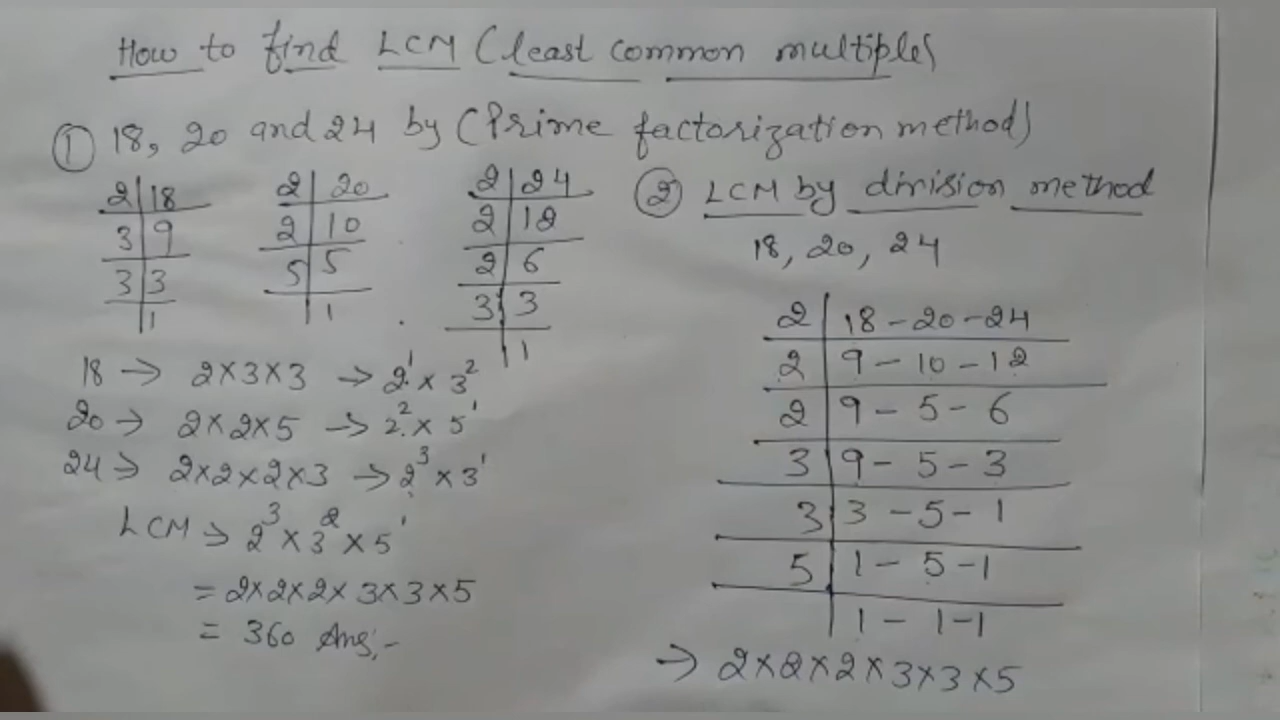 How to find LCM (least common multiples
① 18, 20 and 24 by (Prime factorization method)
2 | 18
3 | 9
3 | 3
1
2 | 20
2 | 10
5 | 5
1
2 | 24
2 | 12
2 | 6
3 | 3
1
18 → 2×3×3 → 2¹ × 3²
20 → 2×2×5 → 2² × 5¹
24 → 2×2×2×3 → 2³ × 3¹
LCM → 2³ × 3² × 5¹
= 2×2×2×3×3×5
= 360 Ans,-
② LCM by division method
18, 20, 24
2 | 18 - 20 - 24
2 | 9 - 10 - 12
2 | 9 - 5 - 6
3 | 9 - 5 - 3
3 | 3 - 5 - 1
5 | 1 - 5 - 1
1 - 1 - 1
→ 2×2×2×3×3×5